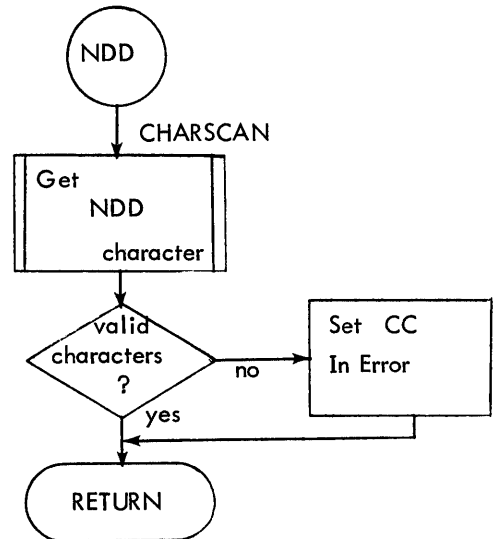 NDD
CHARSCAN
Get
NDD
character
valid
characters
?
no
Set CC
In Error
yes
RETURN